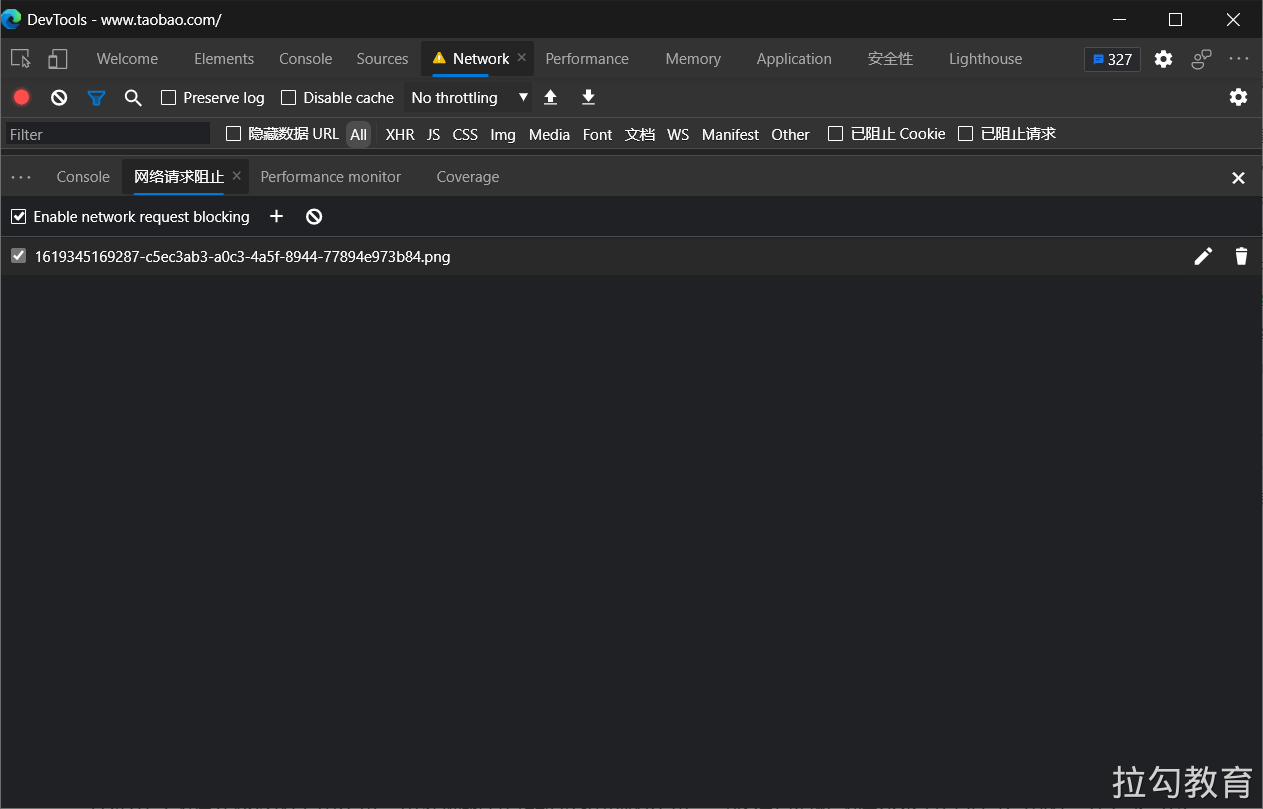 DevTools - www.taobao.com/
Welcome Elements Console Sources Network Performance Memory Application 安全性 Lighthouse 327
Preserve log Disable cache No throttling
Filter 隐藏数据 URL All XHR JS CSS Img Media Font 文档 WS Manifest Other 已阻止 Cookie 已阻止请求
Console 网络请求阻止 Performance monitor Coverage
Enable network request blocking
1619345169287-c5ec3ab3-a0c3-4a5f-8944-77894e973b84.png
拉勾教育